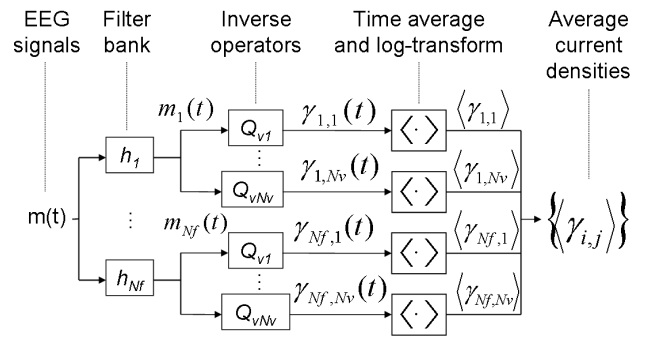 EEG signals
Filter bank
Inverse operators
Time average and log-transform
Average current densities
m(t)
h1
m1(t)
Qv1
γ1,1(t)
⟨·⟩
⟨γ1,1⟩
⋮
QvNv
γ1,Nv(t)
⟨·⟩
⟨γ1,Nv⟩
⋮
hNf
mNf(t)
Qv1
γNf,1(t)
⟨·⟩
⟨γNf,1⟩
⋮
QvNv
γNf,Nv(t)
⟨·⟩
⟨γNf,Nv⟩
{⟨γi,j⟩}